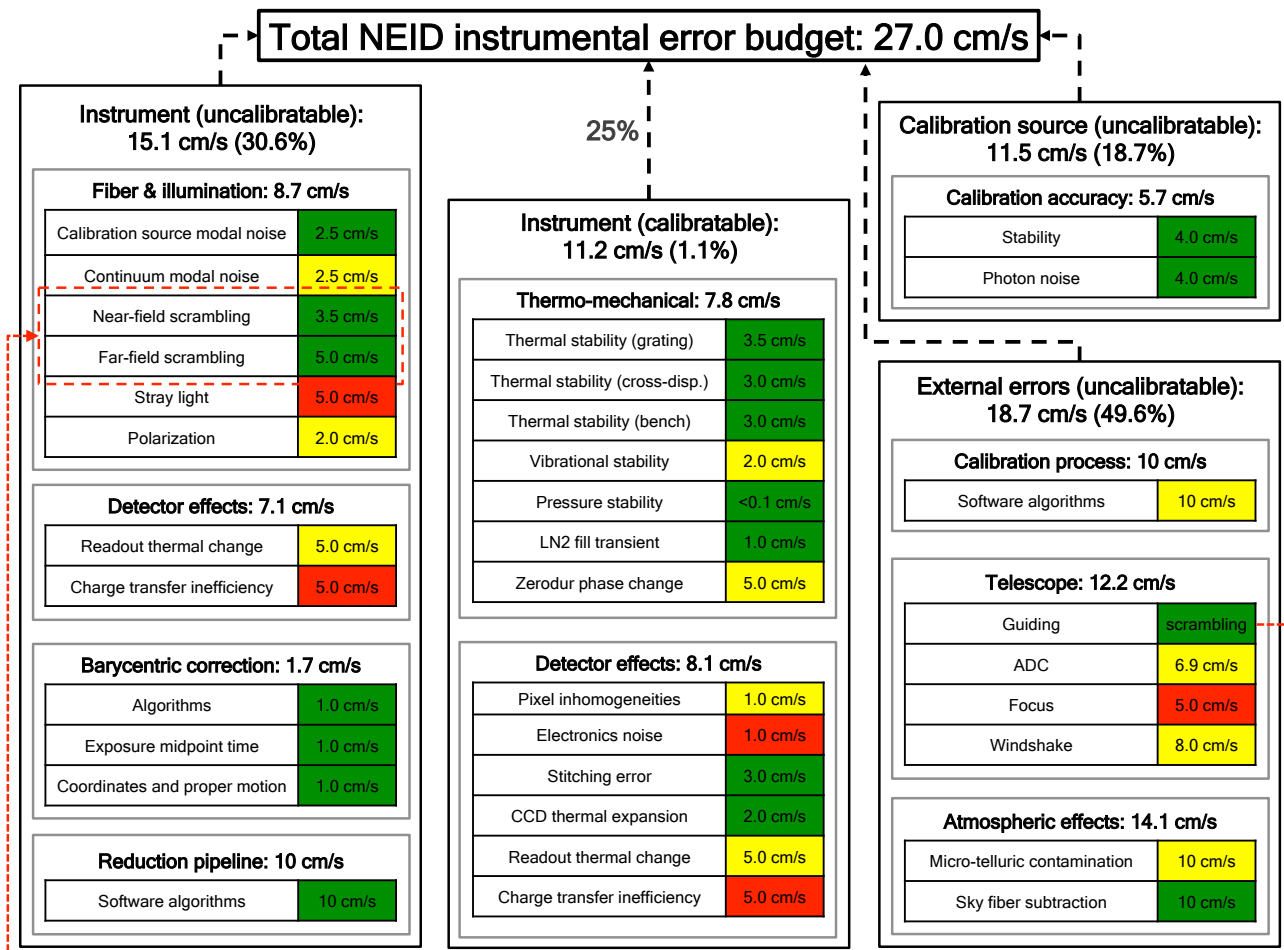 Total NEID instrumental error budget: 27.0 cm/s
Instrument (uncalibratable):
15.1 cm/s (30.6%)
Fiber & illumination: 8.7 cm/s
Calibration source modal noise 2.5 cm/s
Continuum modal noise 2.5 cm/s
Near-field scrambling 3.5 cm/s
Far-field scrambling 5.0 cm/s
Stray light 5.0 cm/s
Polarization 2.0 cm/s
Detector effects: 7.1 cm/s
Readout thermal change 5.0 cm/s
Charge transfer inefficiency 5.0 cm/s
Barycentric correction: 1.7 cm/s
Algorithms 1.0 cm/s
Exposure midpoint time 1.0 cm/s
Coordinates and proper motion 1.0 cm/s
Reduction pipeline: 10 cm/s
Software algorithms 10 cm/s
25%
Instrument (calibratable):
11.2 cm/s (1.1%)
Thermo-mechanical: 7.8 cm/s
Thermal stability (grating) 3.5 cm/s
Thermal stability (cross-disp.) 3.0 cm/s
Thermal stability (bench) 3.0 cm/s
Vibrational stability 2.0 cm/s
Pressure stability <0.1 cm/s
LN2 fill transient 1.0 cm/s
Zerodur phase change 5.0 cm/s
Detector effects: 8.1 cm/s
Pixel inhomogeneities 1.0 cm/s
Electronics noise 1.0 cm/s
Stitching error 3.0 cm/s
CCD thermal expansion 2.0 cm/s
Readout thermal change 5.0 cm/s
Charge transfer inefficiency 5.0 cm/s
Calibration source (uncalibratable):
11.5 cm/s (18.7%)
Calibration accuracy: 5.7 cm/s
Stability 4.0 cm/s
Photon noise 4.0 cm/s
External errors (uncalibratable):
18.7 cm/s (49.6%)
Calibration process: 10 cm/s
Software algorithms 10 cm/s
Telescope: 12.2 cm/s
Guiding scrambling
ADC 6.9 cm/s
Focus 5.0 cm/s
Windshake 8.0 cm/s
Atmospheric effects: 14.1 cm/s
Micro-telluric contamination 10 cm/s
Sky fiber subtraction 10 cm/s